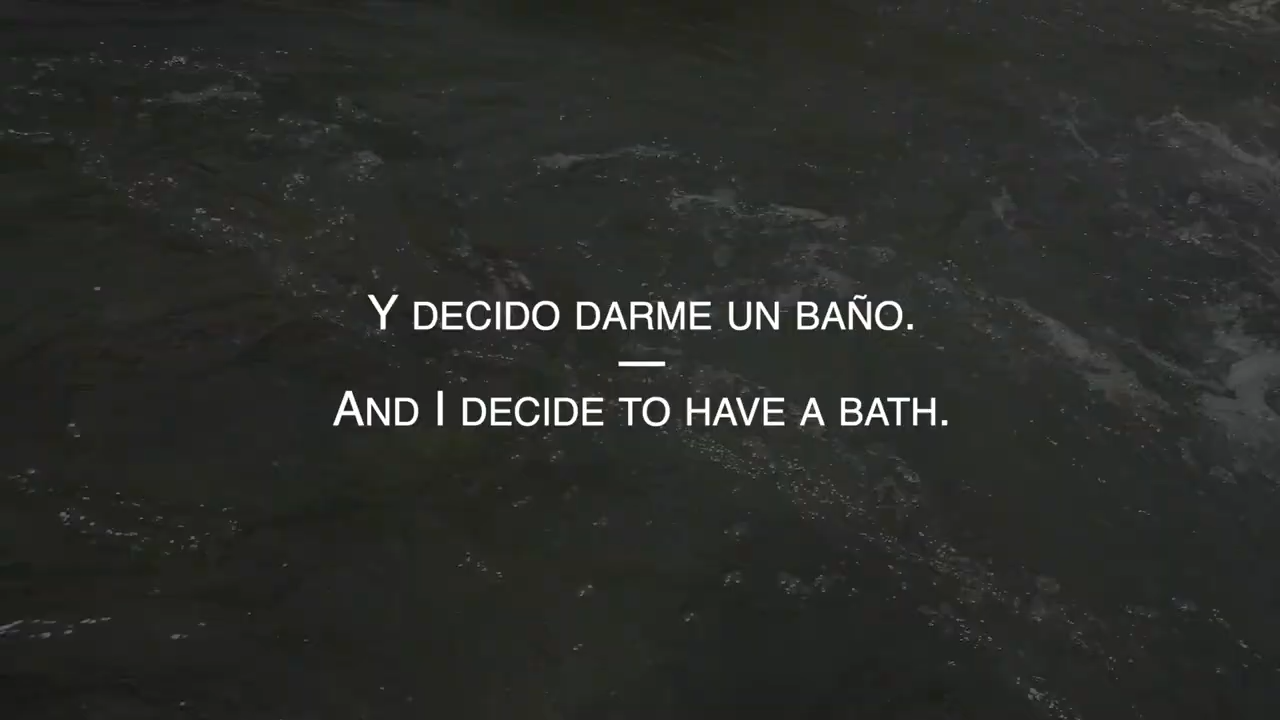 Y DECIDO DARME UN BAÑO.
—
AND I DECIDE TO HAVE A BATH.